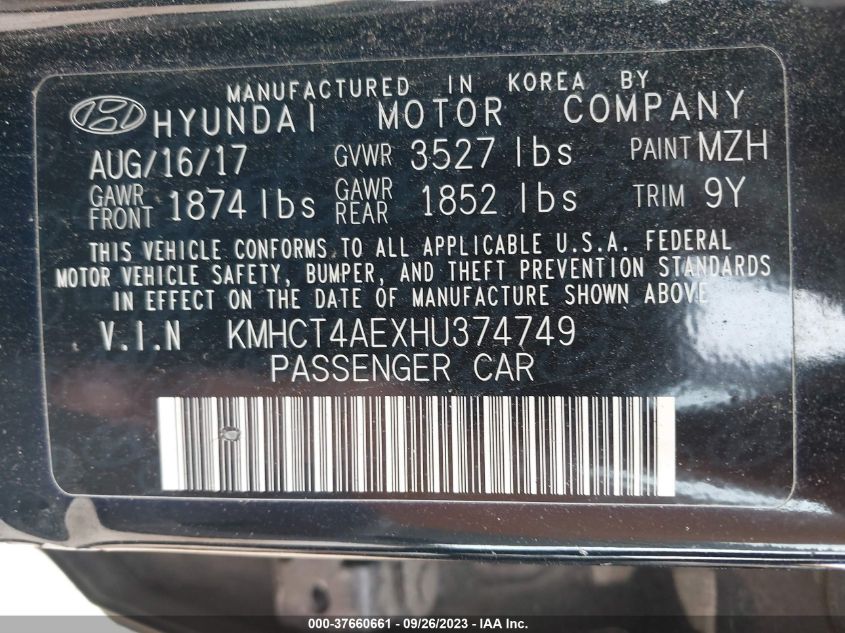 MANUFACTURED IN KOREA BY
HYUNDAI MOTOR COMPANY
AUG/16/17 GVWR 3527 lbs PAINT MZH
GAWR FRONT 1874 lbs GAWR REAR 1852 lbs TRIM 9Y
THIS VEHICLE CONFORMS TO ALL APPLICABLE U.S.A. FEDERAL
MOTOR VEHICLE SAFETY, BUMPER, AND THEFT PREVENTION STANDARDS
IN EFFECT ON THE DATE OF MANUFACTURE SHOWN ABOVE
V.I.N KMHCT4AEXHU374749
PASSENGER CAR
000-37660661 - 09/26/2023 - IAA Inc.